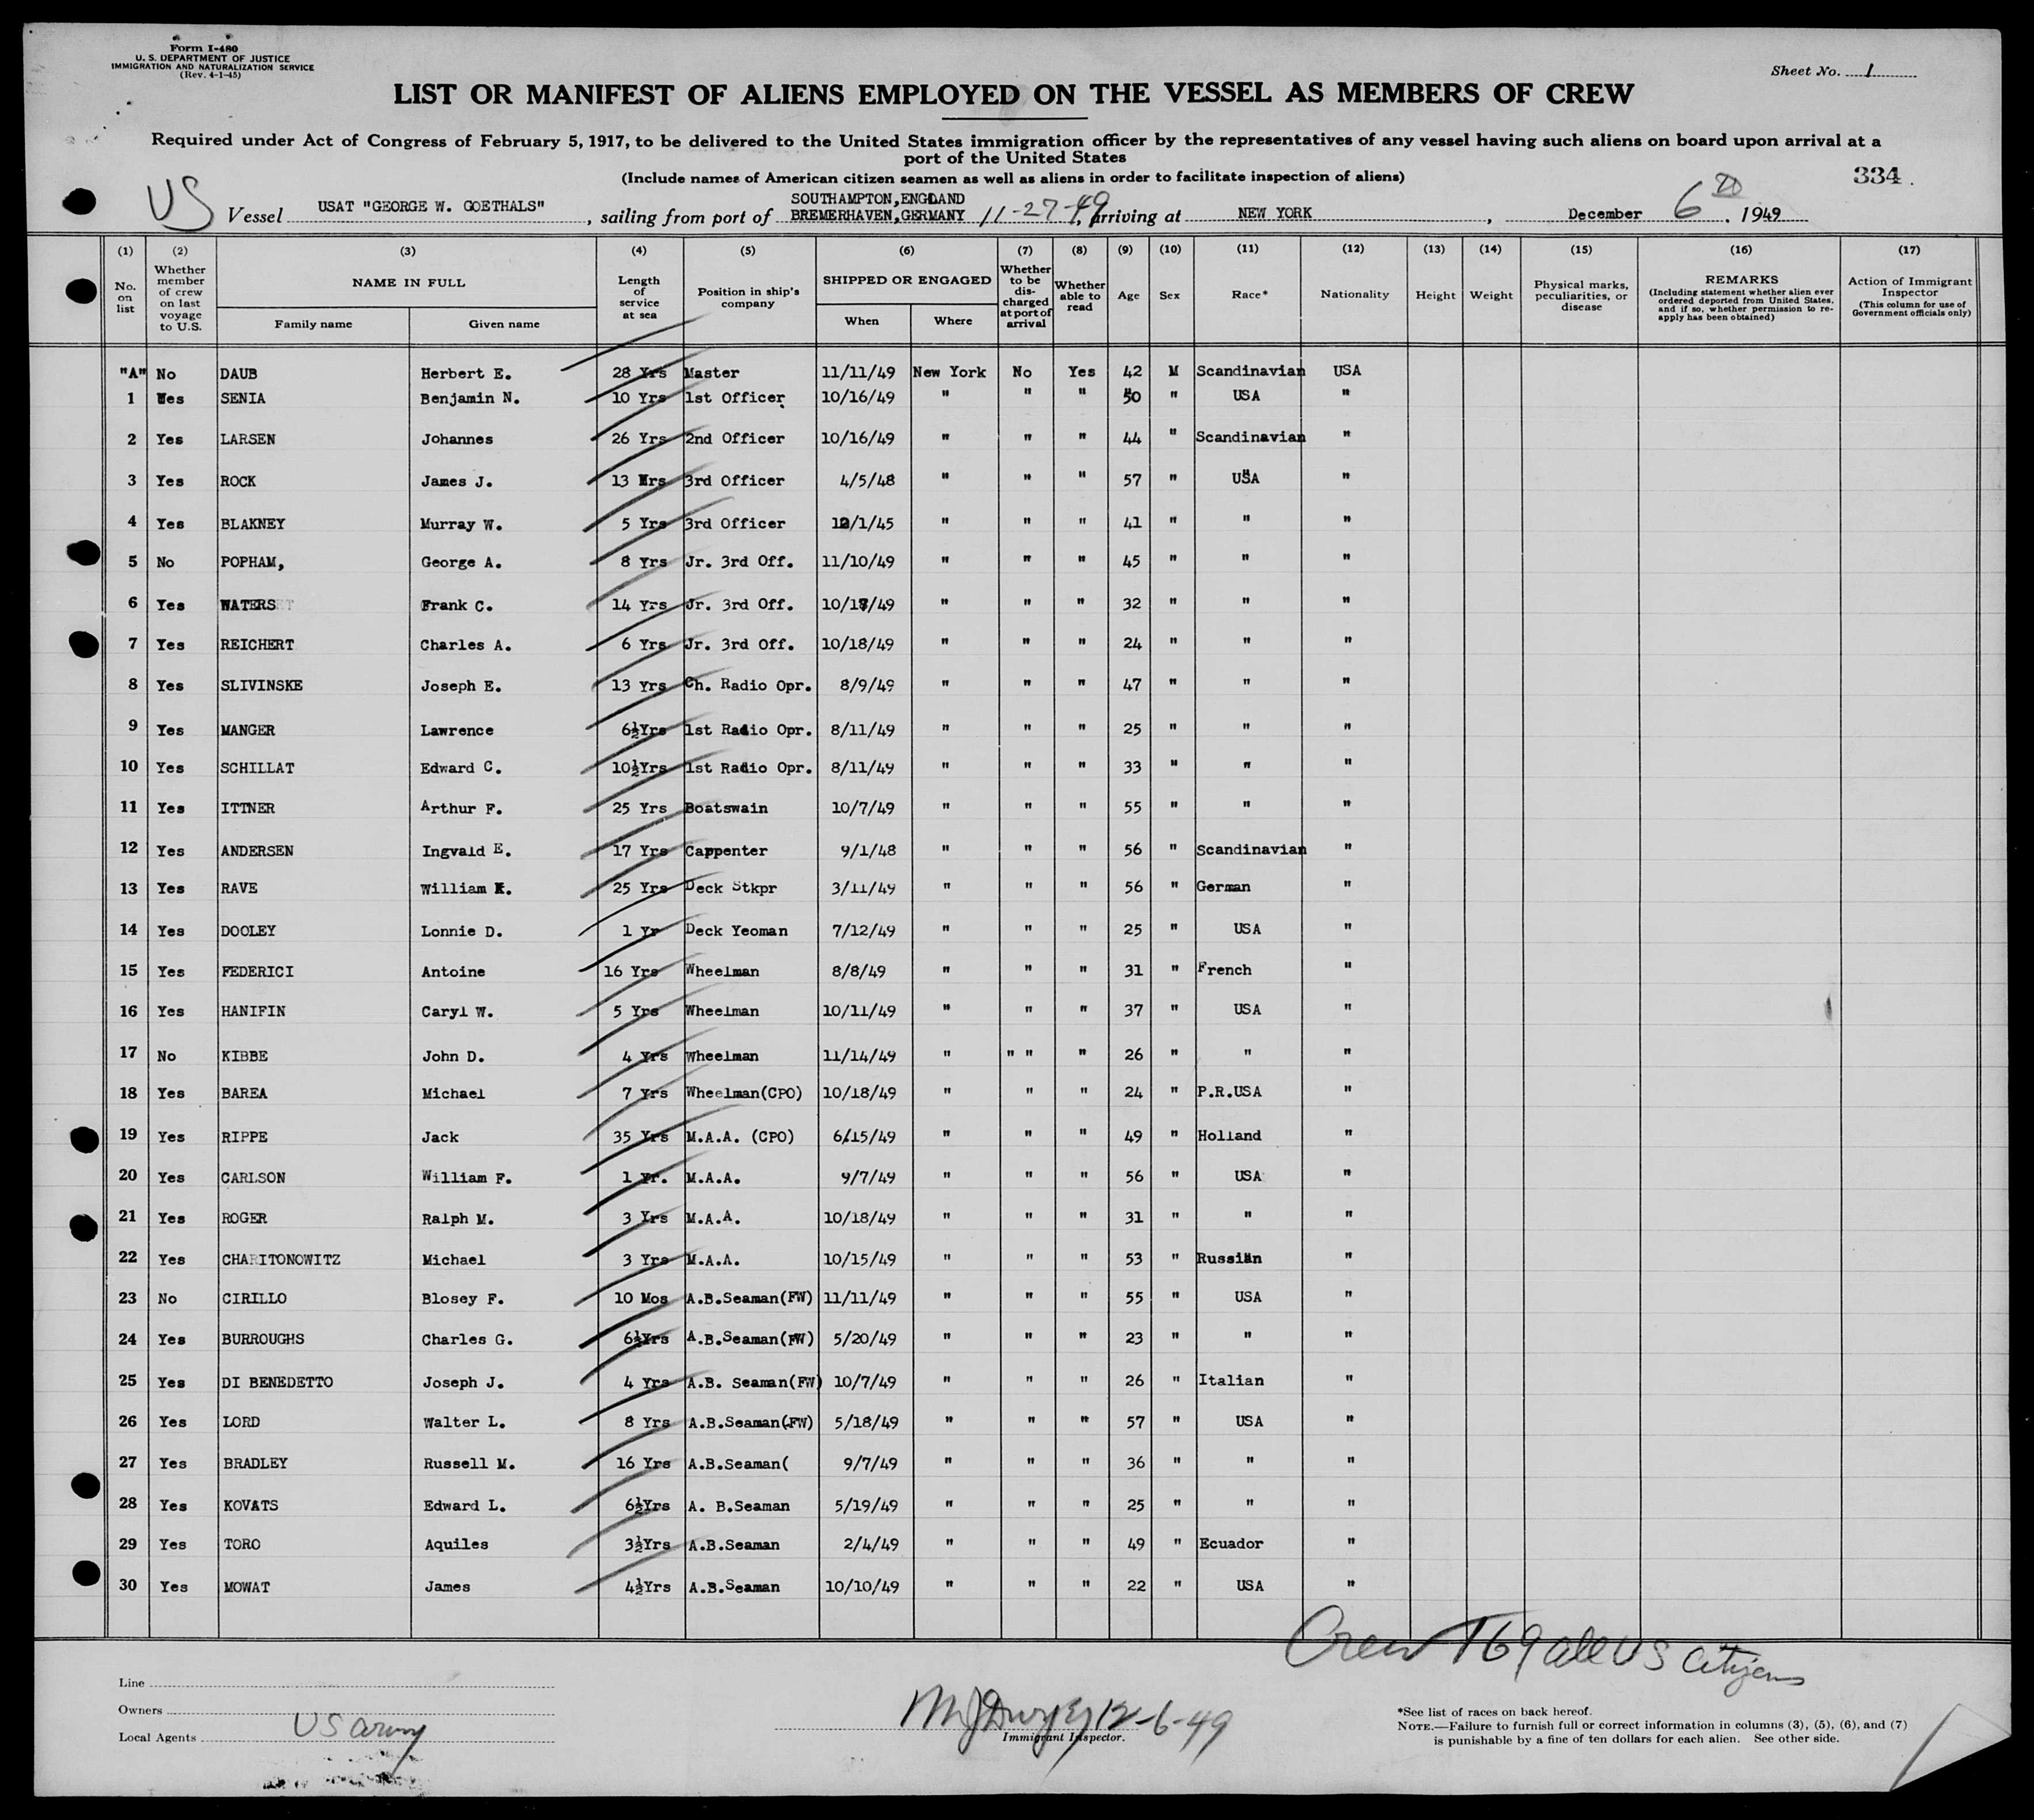 Form I-480
U. S. DEPARTMENT OF JUSTICE
IMMIGRATION AND NATURALIZATION SERVICE
(Rev. 4-1-45)
Sheet No. 1
LIST OR MANIFEST OF ALIENS EMPLOYED ON THE VESSEL AS MEMBERS OF CREW
Required under Act of Congress of February 5, 1917, to be delivered to the United States immigration officer by the representatives of any vessel having such aliens on board upon arrival at a
port of the United States
(Include names of American citizen seamen as well as aliens in order to facilitate inspection of aliens)
334
US Vessel USAT "GEORGE W. GOETHALS", sailing from port of SOUTHAMPTON,ENGLAND
BREMERHAVEN,GERMANY 11-27-49, arriving at NEW YORK, December 6, 1949
(1) (2) (3) (4) (5) (6) (7) (8) (9) (10) (11) (12) (13) (14) (15) (16) (17)
No. on list Whether member of crew on last voyage to U.S. NAME IN FULL Family name Given name Length of service at sea Position in ship's company SHIPPED OR ENGAGED When Where Whether to be discharged at port of arrival Whether able to read Age Sex Race* Nationality Height Weight Physical marks, peculiarities, or disease REMARKS (Including statement whether alien ever ordered deported from United States, and if so, whether permission to re-apply has been obtained) Action of Immigrant Inspector (This column for use of Government officials only)
"A" No DAUB Herbert E. 28 Yrs Master 11/11/49 New York No Yes 42 M Scandinavian USA
1 Yes SENIA Benjamin N. 10 Yrs 1st Officer 10/16/49 " " " 50 " USA "
2 Yes LARSEN Johannes 26 Yrs 2nd Officer 10/16/49 " " " 44 " Scandinavian "
3 Yes ROCK James J. 13 Yrs 3rd Officer 4/5/48 " " " 57 " USA "
4 Yes BLAKNEY Murray W. 5 Yrs 3rd Officer /1/45 " " " 41 " " "
5 No POPHAM, George A. 8 Yrs Jr. 3rd Off. 11/10/49 " " " 45 " " "
6 Yes WATERS Frank C. 14 Yrs Jr. 3rd Off. 10/17/49 " " " 32 " " "
7 Yes REICHERT Charles A. 6 Yrs Jr. 3rd Off. 10/18/49 " " " 24 " " "
8 Yes SLIVINSKE Joseph E. 13 Yrs Ch. Radio Opr. 8/9/49 " " " 47 " " "
9 Yes MANGER Lawrence 6½Yrs 1st Radio Opr. 8/11/49 " " " 25 " " "
10 Yes SCHILLAT Edward C. 10½Yrs 1st Radio Opr. 8/11/49 " " " 33 " " "
11 Yes ITTNER Arthur F. 25 Yrs Boatswain 10/7/49 " " " 55 " " "
12 Yes ANDERSEN Ingvald E. 17 Yrs Cappenter 9/1/48 " " " 56 " Scandinavian "
13 Yes RAVE William K. 25 Yrs Deck Stkpr 3/11/49 " " " 56 " German "
14 Yes DOOLEY Lonnie D. 1 Yr Deck Yeoman 7/12/49 " " " 25 " USA "
15 Yes FEDERICI Antoine 16 Yrs Wheelman 8/8/49 " " " 31 " French "
16 Yes HANIFIN Caryl W. 5 Yrs Wheelman 10/11/49 " " " 37 " USA "
17 No KIBBE John D. 4 Yrs Wheelman 11/14/49 " " " " 26 " " "
18 Yes BAREA Michael 7 Yrs Wheelman(CPO) 10/18/49 " " " 24 " P.R.USA "
19 Yes RIPPE Jack 35 Yrs M.A.A. (CPO) 6/15/49 " " " 49 " Holland "
20 Yes CARLSON William F. 1 Yr. M.A.A. 9/7/49 " " " 56 " USA "
21 Yes ROGER Ralph M. 3 Yrs M.A.A. 10/18/49 " " " 31 " " "
22 Yes CHARITONOWITZ Michael 3 Yrs M.A.A. 10/15/49 " " " 53 " Russian "
23 No CIRILLO Blosey F. 10 Mos A.B.Seaman(FW) 11/11/49 " " " 55 " USA "
24 Yes BURROUGHS Charles G. 6½Yrs A.B.Seaman(FW) 5/20/49 " " " 23 " " "
25 Yes DI BENEDETTO Joseph J. 4 Yrs A.B. Seaman(FW) 10/7/49 " " " 26 " Italian "
26 Yes LORD Walter L. 8 Yrs A.B.Seaman(FW) 5/18/49 " " " 57 " USA "
27 Yes BRADLEY Russell M. 16 Yrs A.B.Seaman( 9/7/49 " " " 36 " " "
28 Yes KOVATS Edward L. 6½Yrs A. B.Seaman 5/19/49 " " " 25 " " "
29 Yes TORO Aquiles 3½Yrs A.B.Seaman 2/4/49 " " " 49 " Ecuador "
30 Yes MOWAT James 4½Yrs A.B.Seaman 10/10/49 " " " 22 " USA "
Crew 169 all US Citizens
Line
Owners
Local Agents US army
MJDwyer 12-6-49
Immigrant Inspector.
*See list of races on back hereof.
NOTE.—Failure to furnish full or correct information in columns (3), (5), (6), and (7)
is punishable by a fine of ten dollars for each alien. See other side.